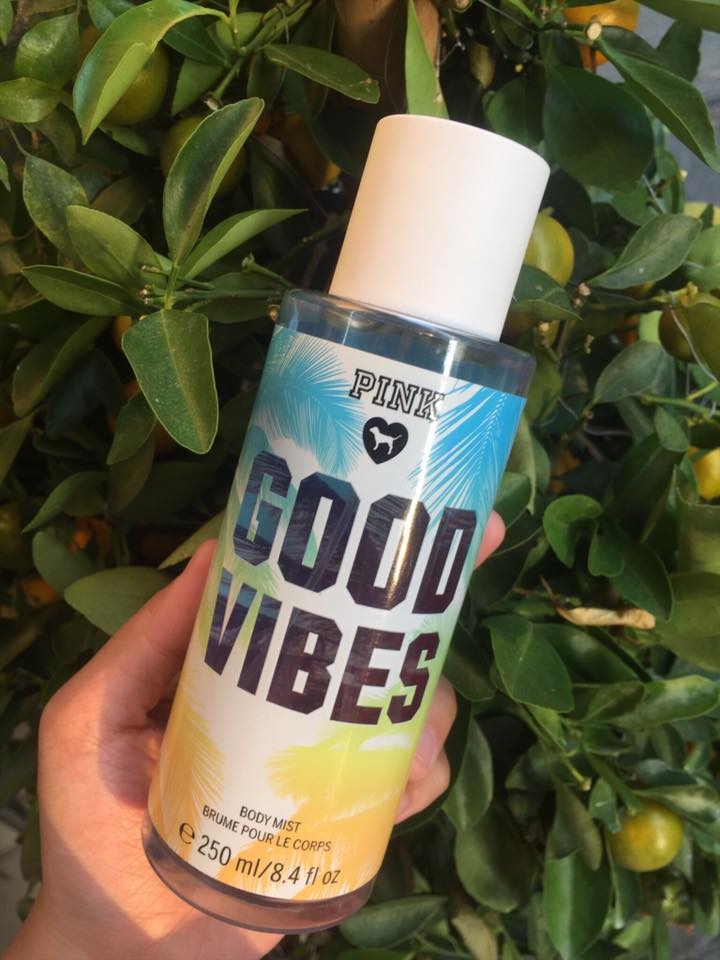 PINK
GOOD
VIBES
BODY MIST
BRUME POUR LE CORPS
℮ 250 ml/8.4 fl oz